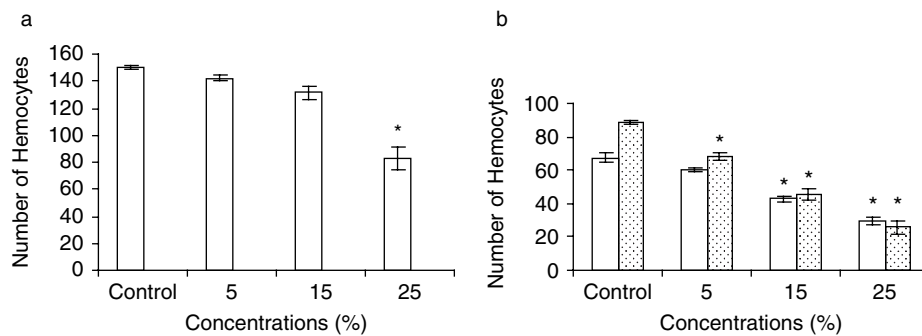 a
Number of Hemocytes
160
140
120
100
80
60
40
20
0
*
Control 5 15 25
Concentrations (%)
b
Number of Hemocytes
100
80
60
40
20
0
*
* *
* *
Control 5 15 25
Concentrations (%)